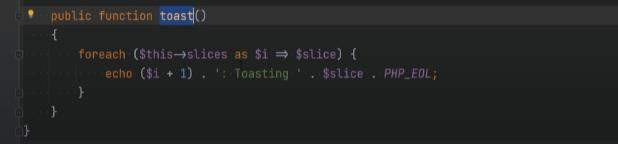 public function toast()
{
foreach ($this→slices as $i ⇒ $slice) {
echo ($i + 1) . ': Toasting ' . $slice . PHP_EOL;
}
}
}